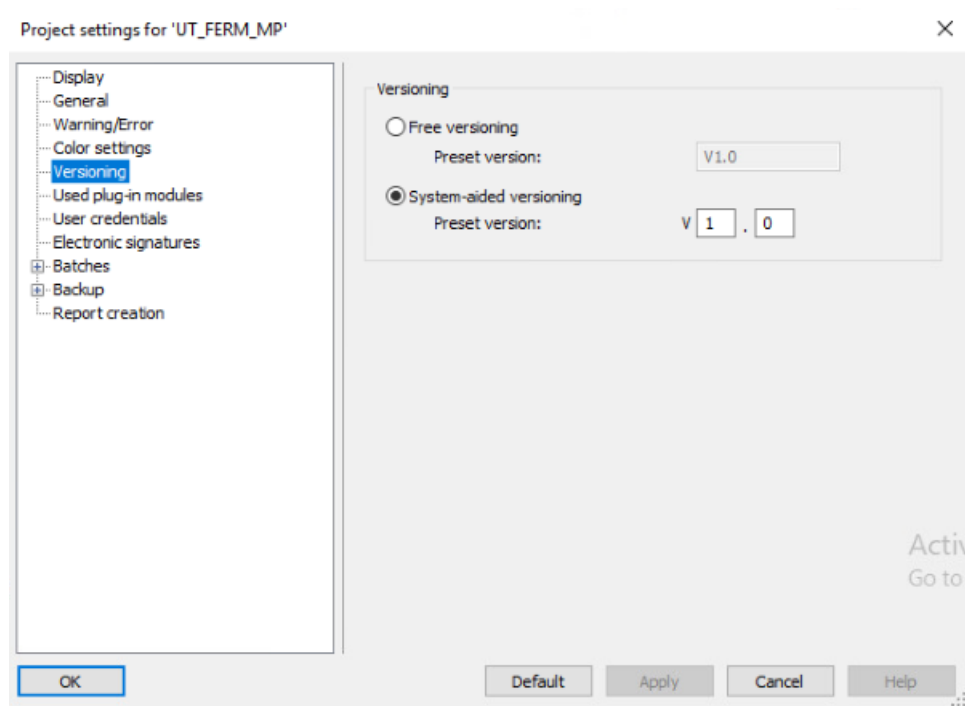 Project settings for 'UT_FERM_MP'
Display
General
Warning/Error
Color settings
Versioning
Used plug-in modules
User credentials
Electronic signatures
Batches
Backup
Report creation
Versioning
Free versioning
Preset version: V1.0
System-aided versioning
Preset version: V 1 . 0
Go to
OK Default Apply Cancel Help